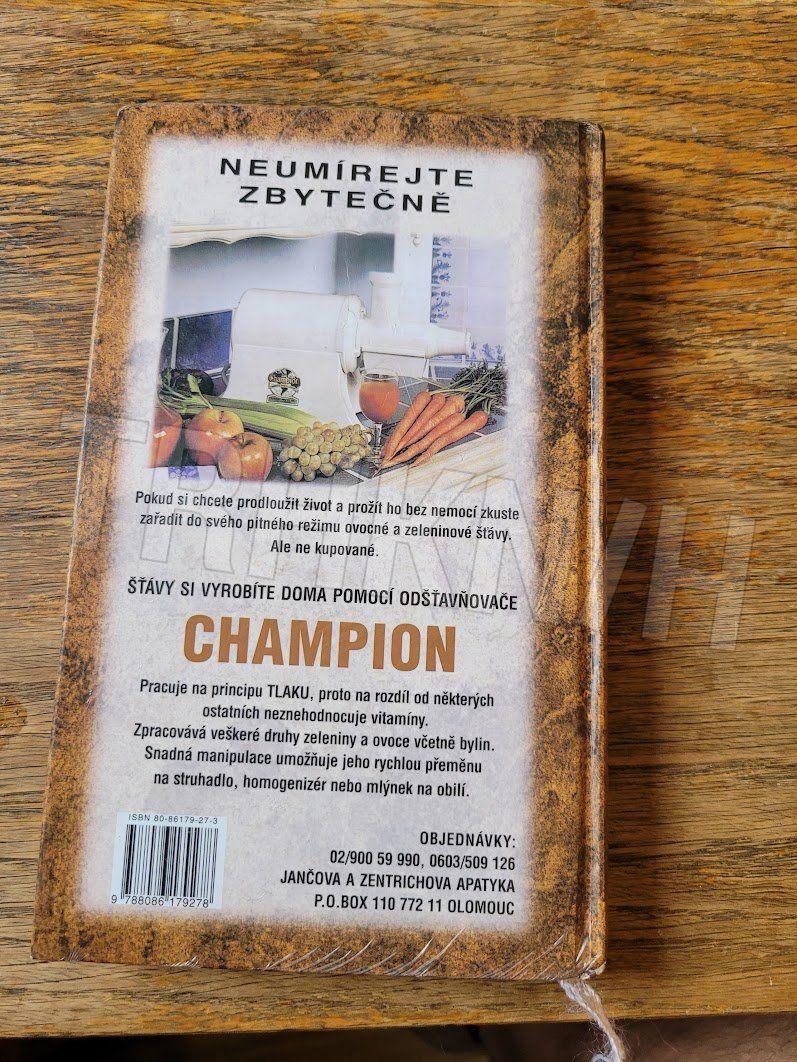 NEUMÍREJTE
ZBYTEČNĚ
Pokud si chcete prodloužit život a prožít ho bez nemocí zkuste
zařadit do svého pitného režimu ovocné a zeleninové šťávy.
Ale ne kupované.
ŠŤÁVY SI VYROBÍTE DOMA POMOCÍ ODŠŤAVŇOVAČE
CHAMPION
Pracuje na principu TLAKU, proto na rozdíl od některých
ostatních neznehodnocuje vitamíny.
Zpracovává veškeré druhy zeleniny a ovoce včetně bylin.
Snadná manipulace umožňuje jeho rychlou přeměnu
na struhadlo, homogenizér nebo mlýnek na obilí.
ISBN 80-86179-27-3
9 788086 179278
OBJEDNÁVKY:
02/900 59 990, 0603/509 126
JANČOVA A ZENTRICHOVA APATYKA
P.O.BOX 110 772 11 OLOMOUC